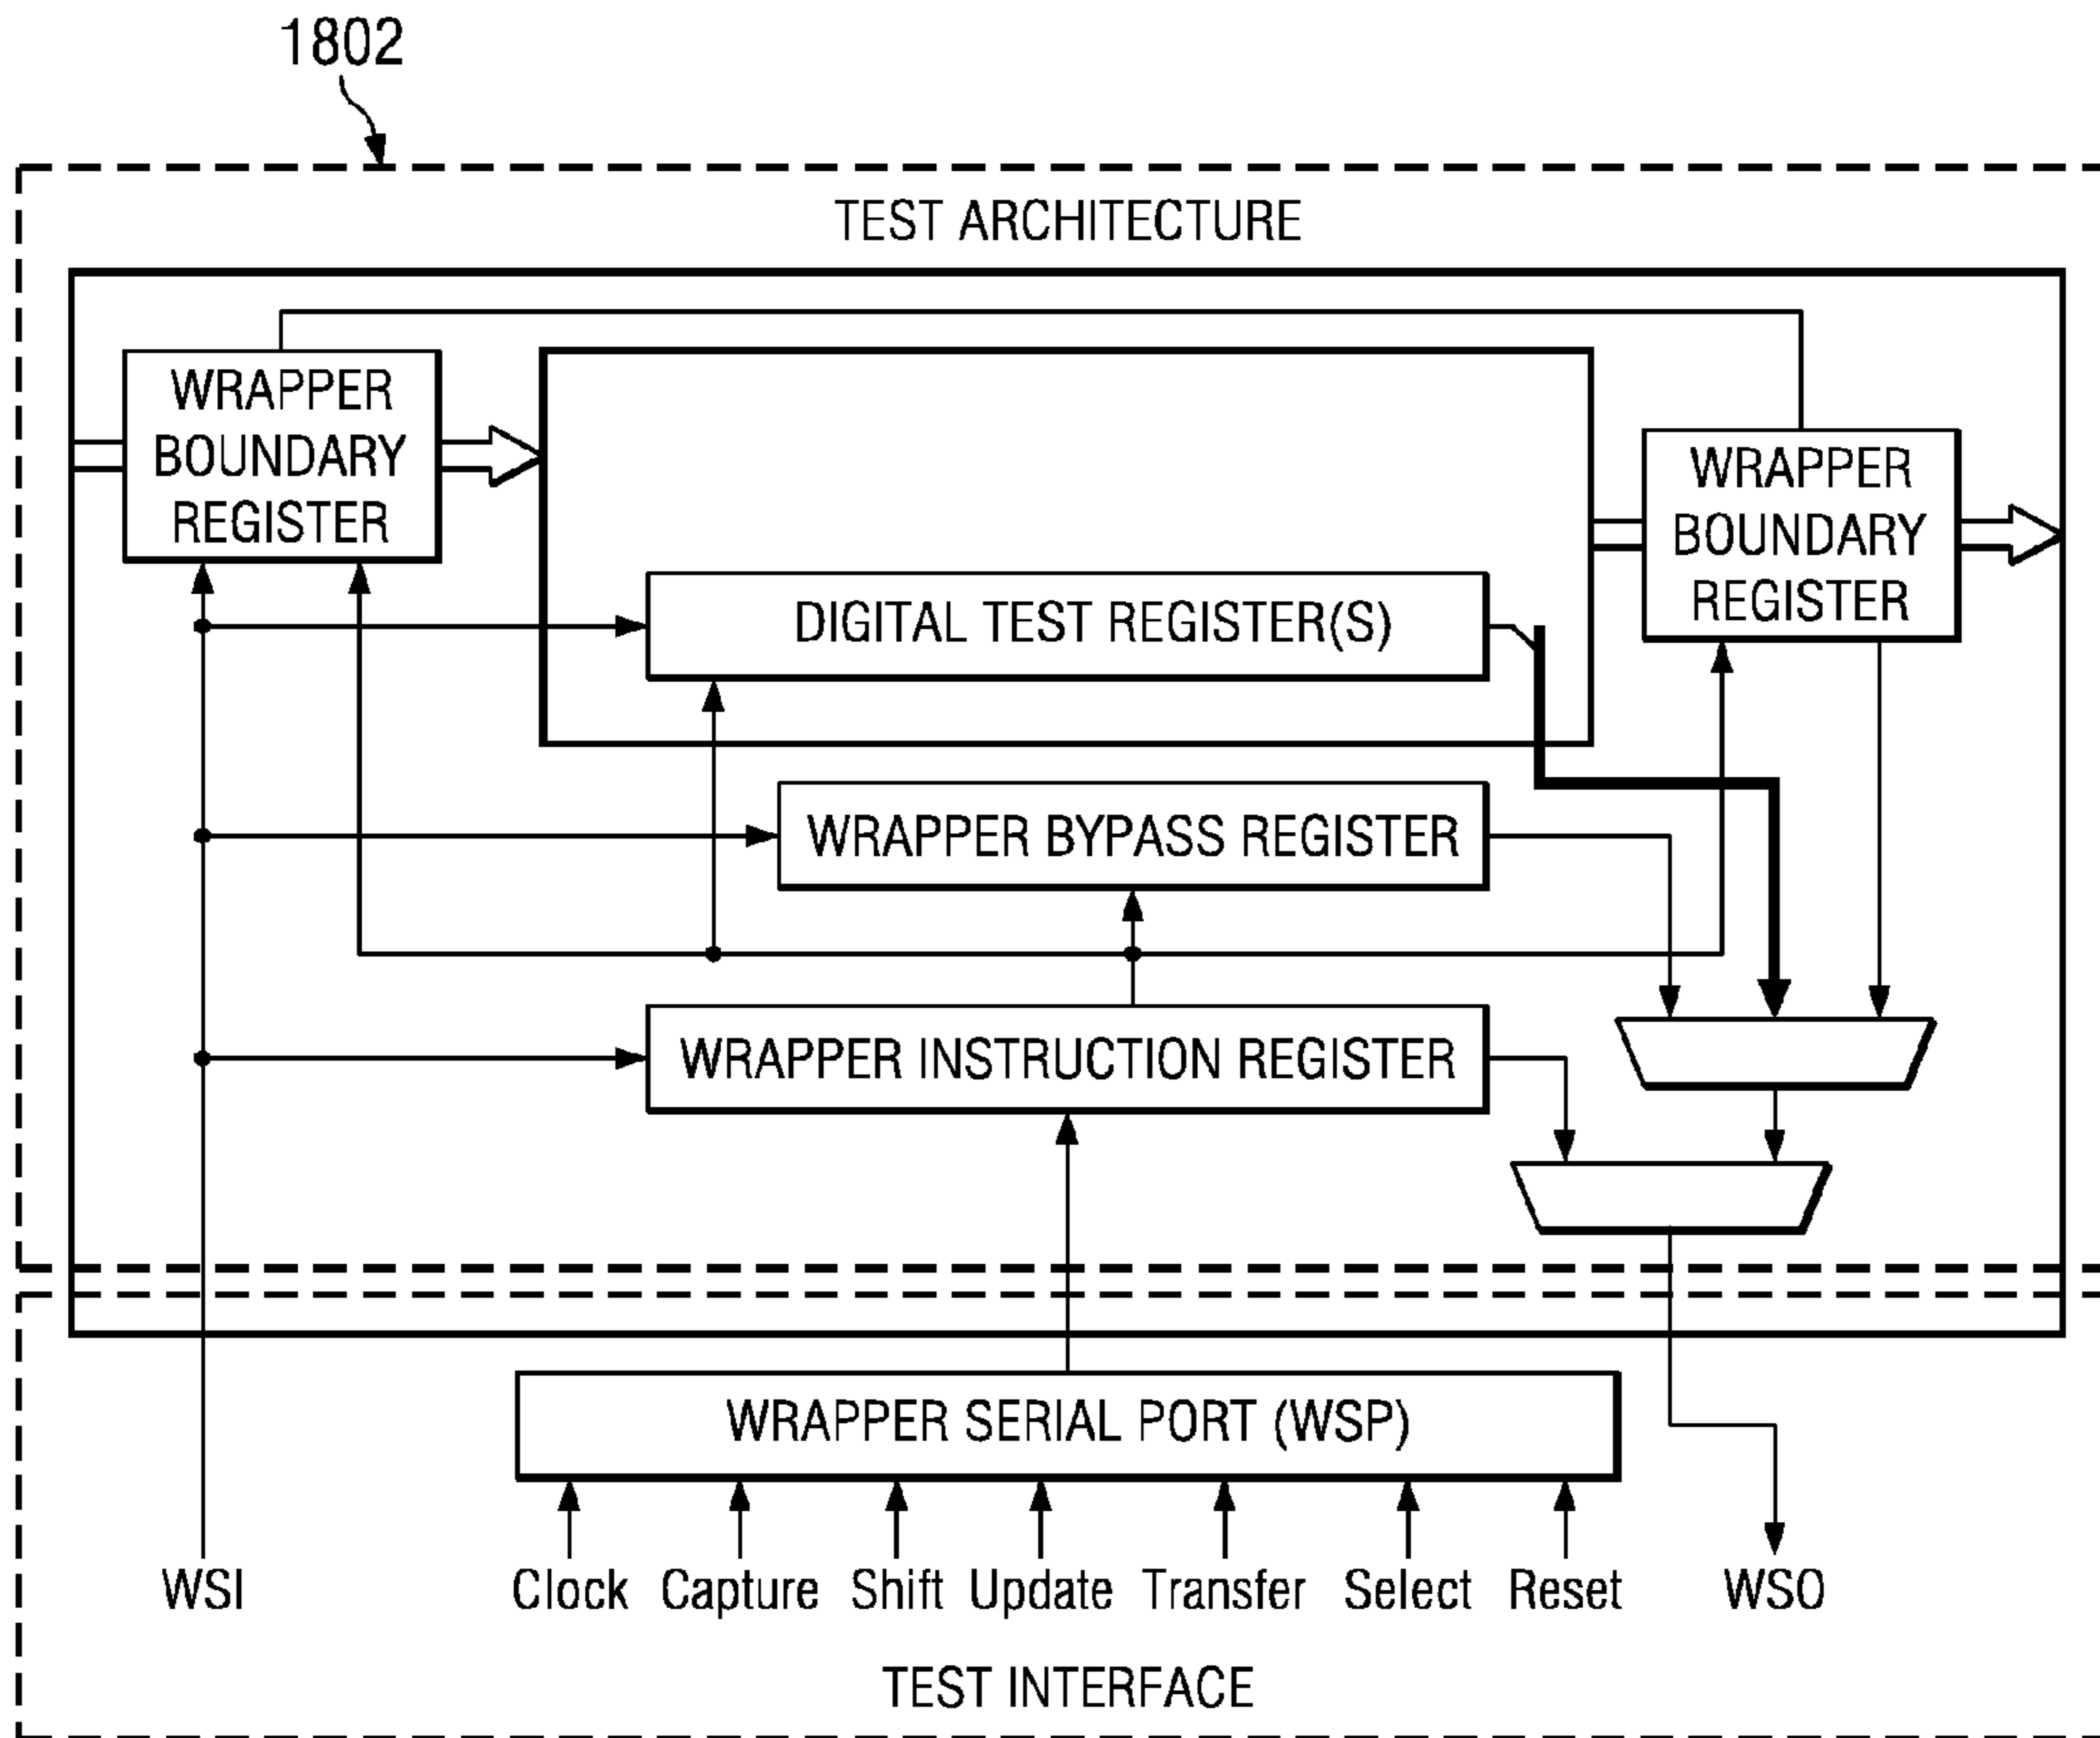 1802
TEST ARCHITECTURE
WRAPPER
BOUNDARY
REGISTER
WRAPPER
BOUNDARY
REGISTER
DIGITAL TEST REGISTER(S)
WRAPPER BYPASS REGISTER
WRAPPER INSTRUCTION REGISTER
WRAPPER SERIAL PORT (WSP)
WSI
Clock
Capture
Shift
Update
Transfer
Select
Reset
WSO
TEST INTERFACE